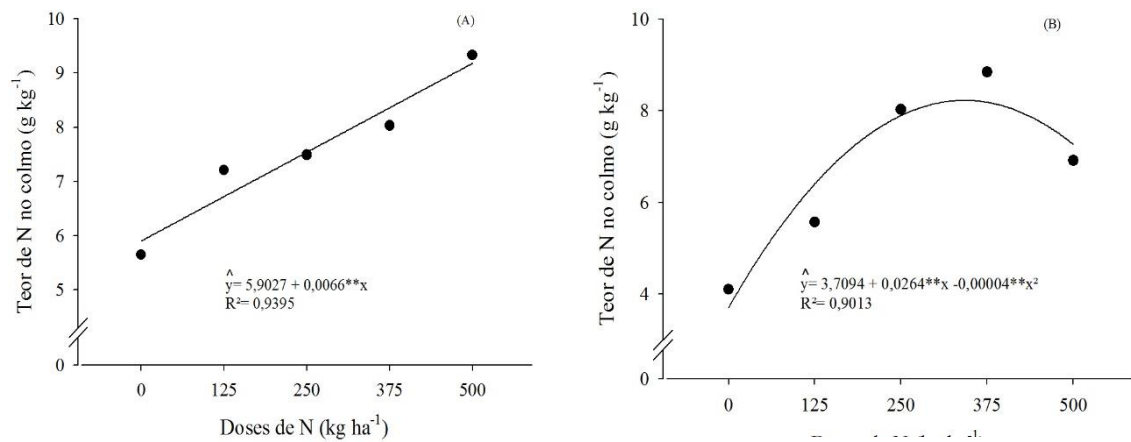 (A)
10
9
8
7
6
5
0
Teor de N no colmo (g kg⁻¹)
^
y= 5,9027 + 0,0066**x
R²= 0,9395
0 125 250 375 500
Doses de N (kg ha⁻¹)
(B)
10
8
6
4
0
Teor de N no colmo (g kg⁻¹)
^
y= 3,7094 + 0,0264**x -0,00004**x²
R²= 0,9013
0 125 250 375 500